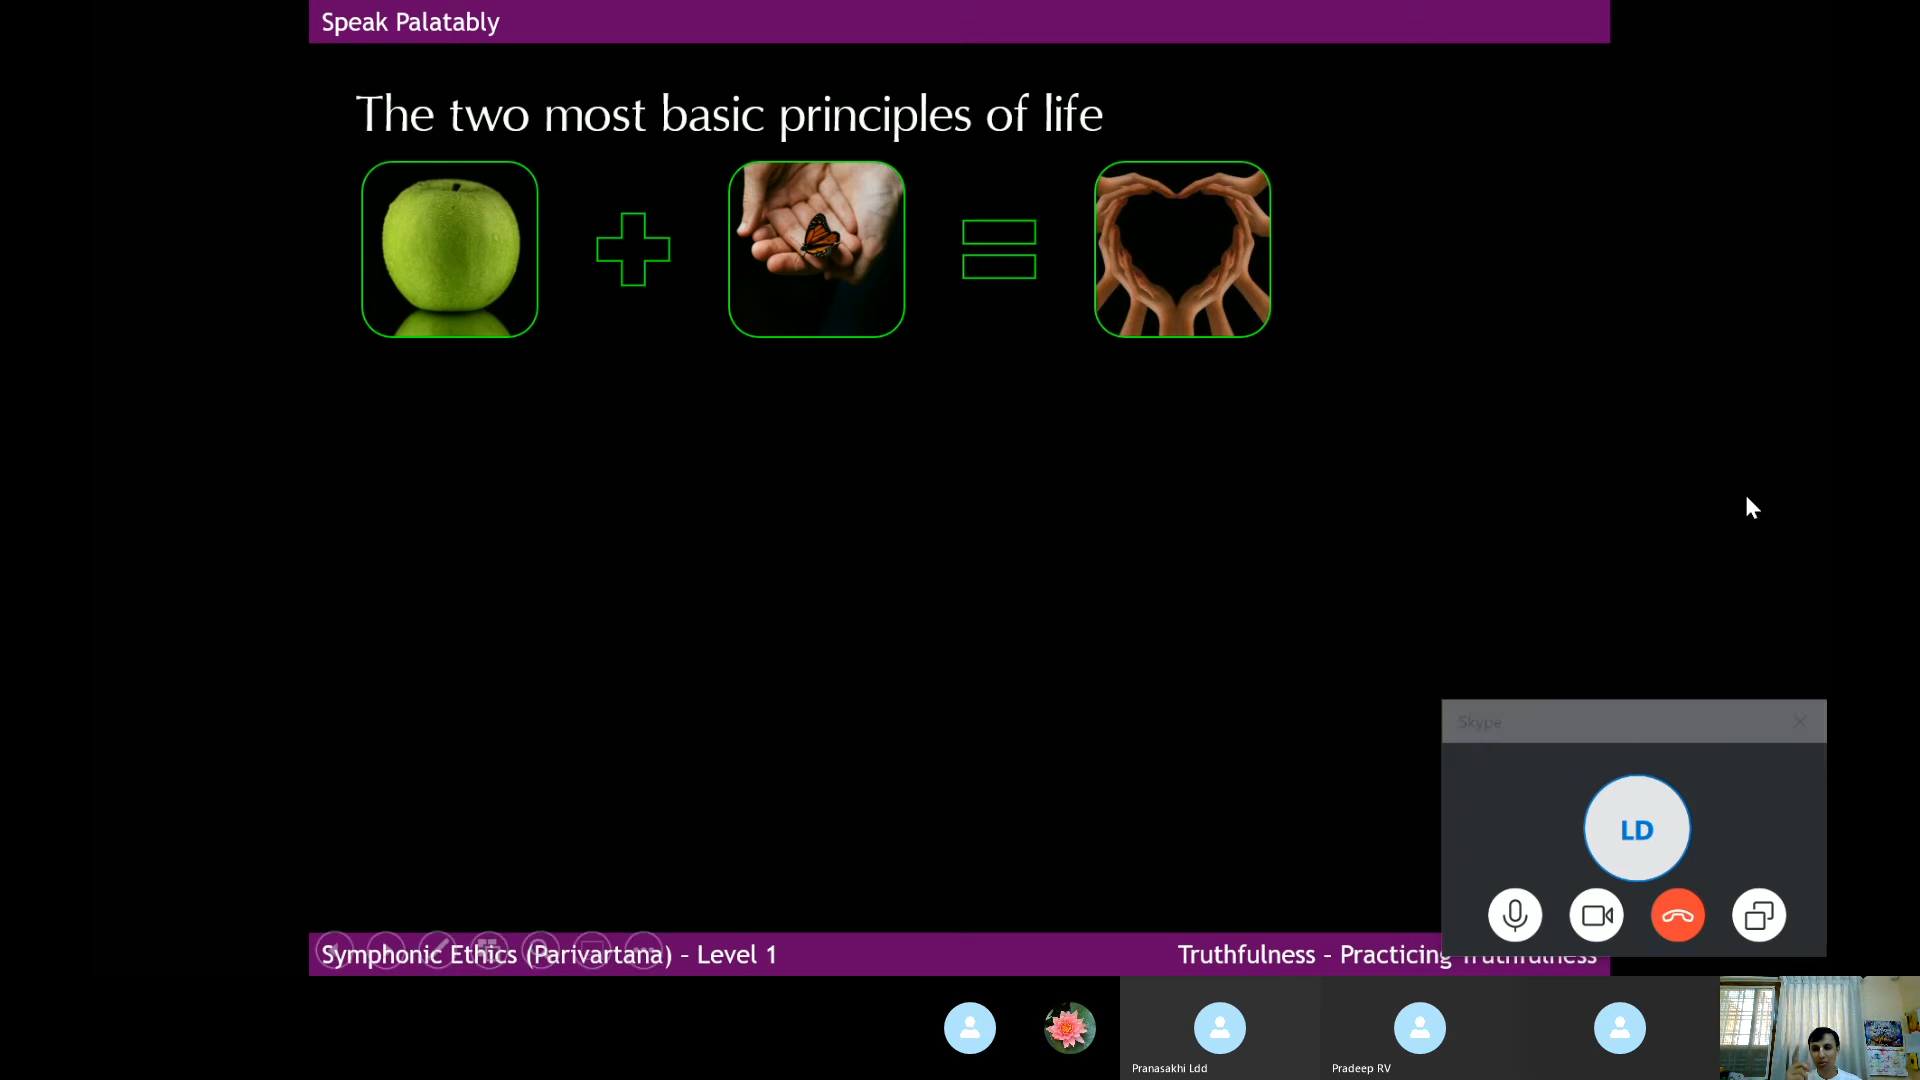 Speak Palatably
The two most basic principles of life
Skype
LD
Symphonic Ethics (Parivartana) - Level 1
Truthfulness - Practicing Truthfulness
Pranasakhi Ldd
Pradeep RV